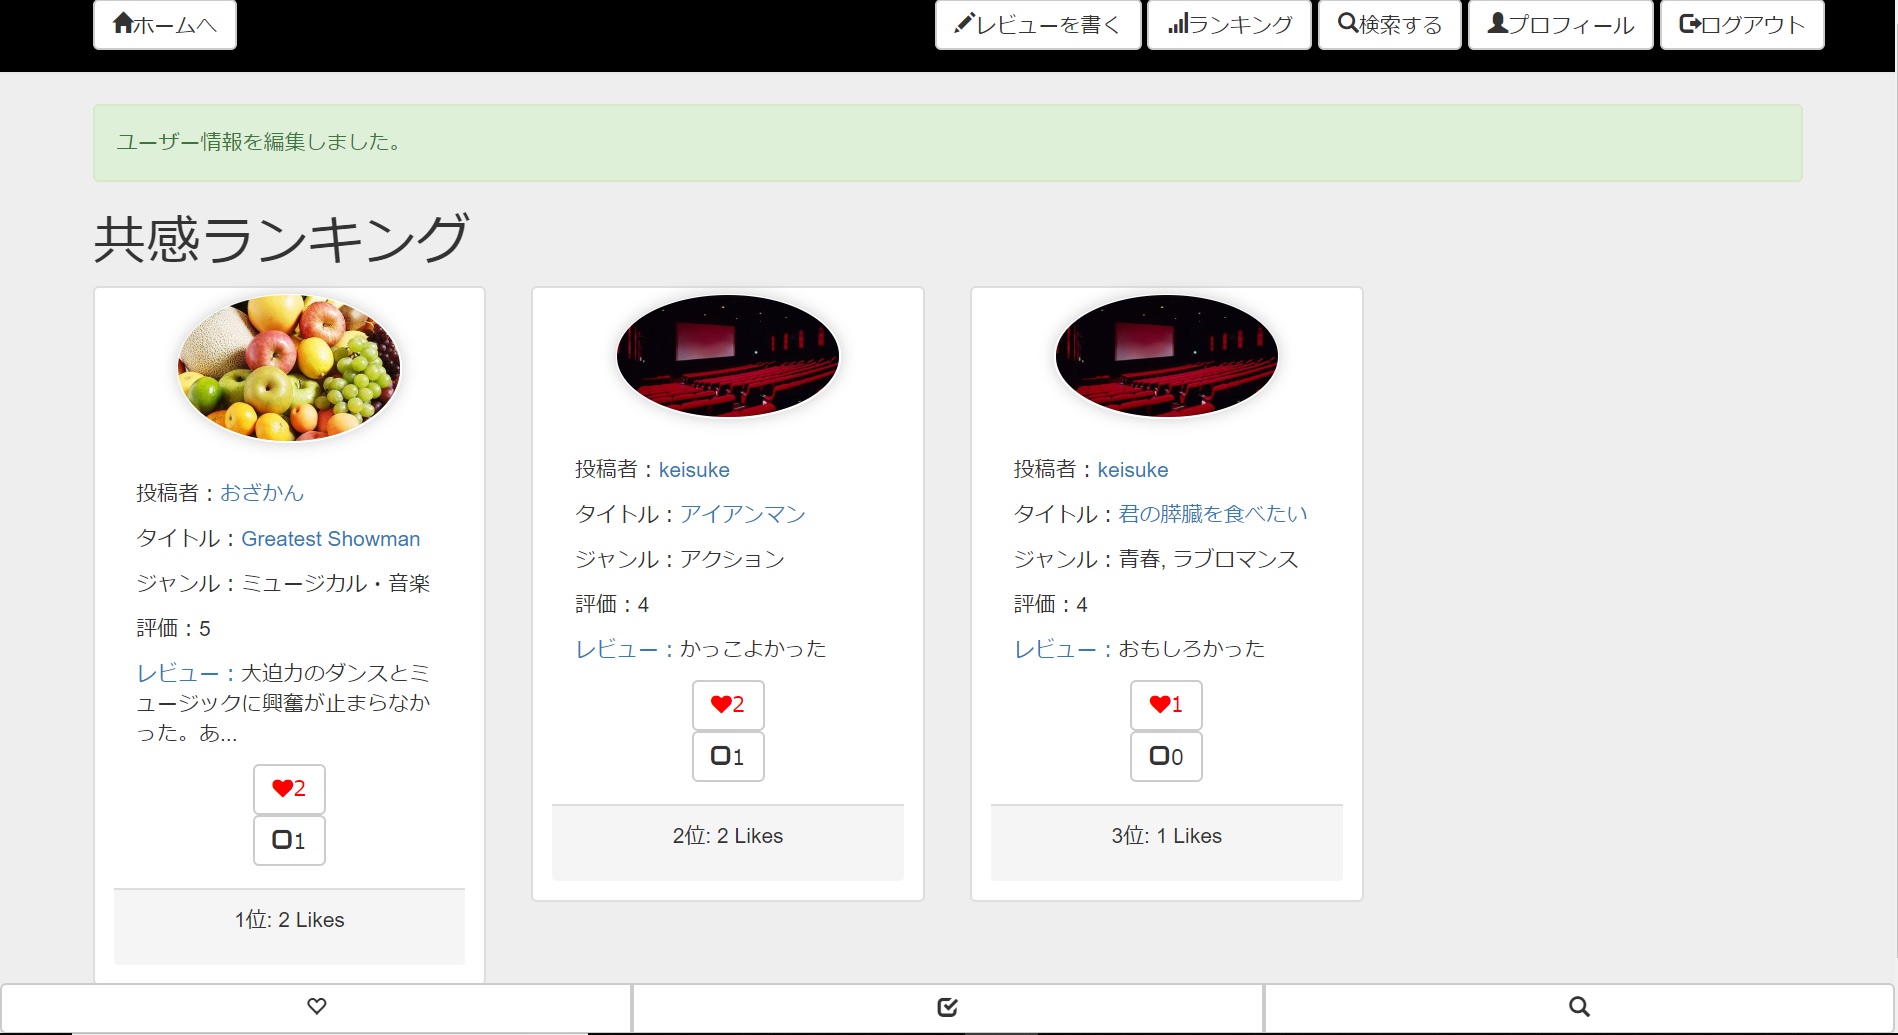 ホームへ
レビューを書く
ランキング
検索する
プロフィール
ログアウト
ユーザー情報を編集しました。
共感ランキング
投稿者：おざかん
タイトル：Greatest Showman
ジャンル：ミュージカル・音楽
評価：5
レビュー：大迫力のダンスとミ
ュージックに興奮が止まらなか
った。あ...
2
1
1位: 2 Likes
投稿者：keisuke
タイトル：アイアンマン
ジャンル：アクション
評価：4
レビュー：かっこよかった
2
1
2位: 2 Likes
投稿者：keisuke
タイトル：君の膵臓を食べたい
ジャンル：青春, ラブロマンス
評価：4
レビュー：おもしろかった
1
0
3位: 1 Likes